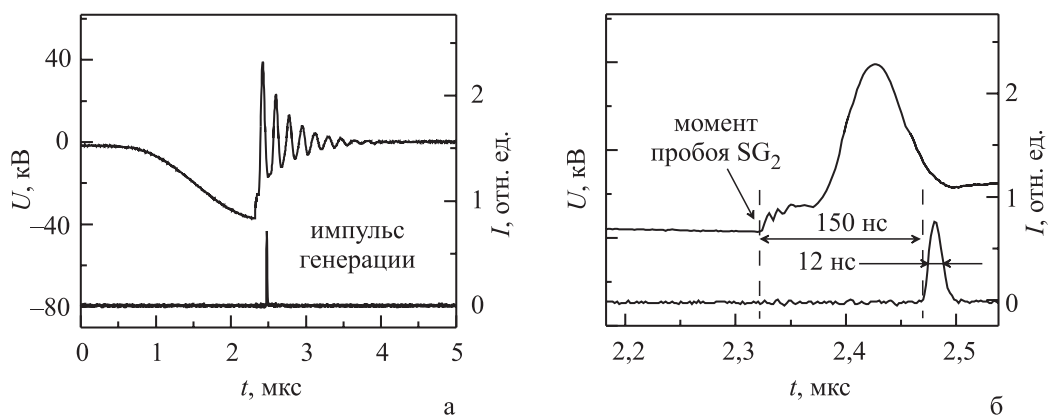 40
0
–40
–80
U, кВ
2
1
0
I, отн. ед.
импульс
генерации
0 1 2 3 4 5
t, мкс
а
U, кВ
момент
пробоя SG2
150 нс
12 нс
2
1
0
I, отн. ед.
2,2 2,3 2,4 2,5
t, мкс
б